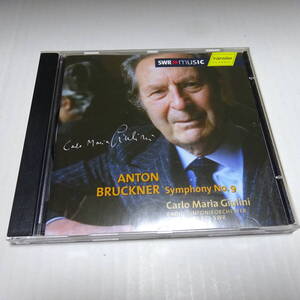 SWR»music
hänssler
Carlo Maria Giulini
ANTON
BRUCKNER Symphony No. 9
Carlo Maria Giulini